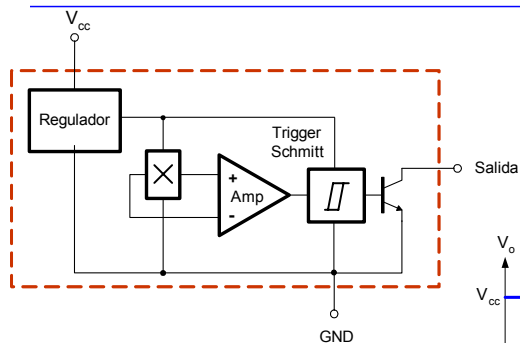 Vcc
Regulador
Trigger
Schmitt
Salida
+
Amp
-
Vo
Vcc
GND